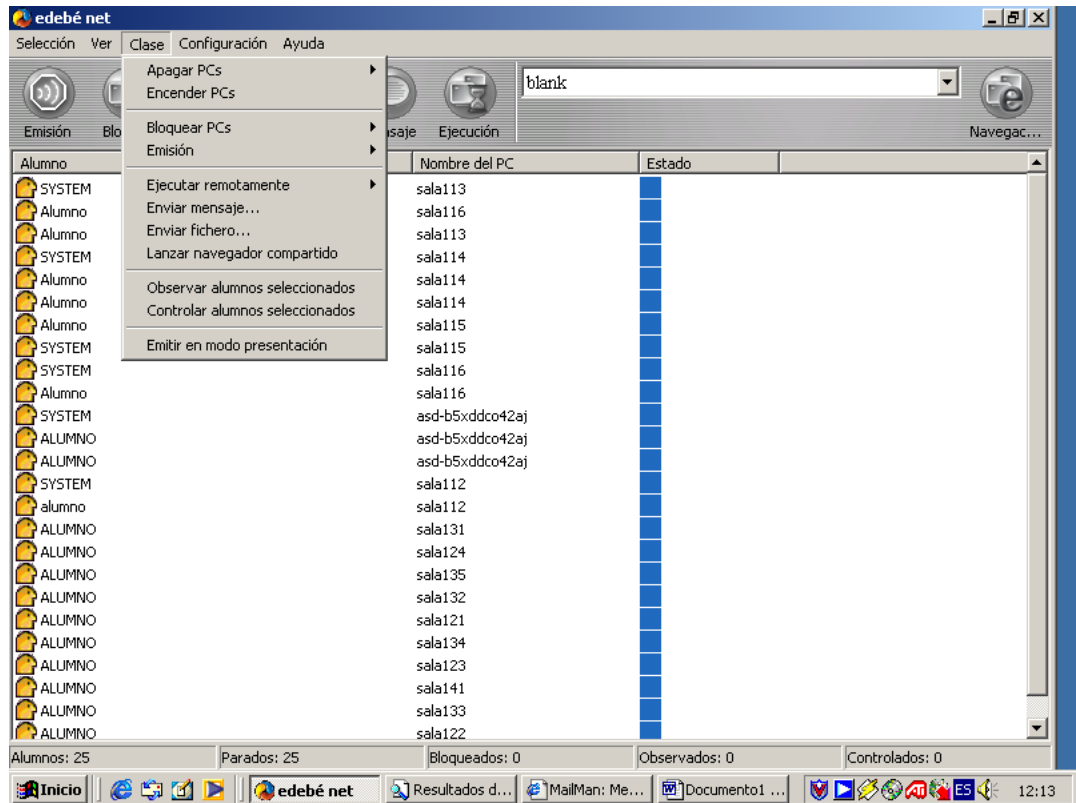 edebé net
Selección Ver Clase Configuración Ayuda
Apagar PCs
Encender PCs
Bloquear PCs
Emisión
Ejecutar remotamente
Enviar mensaje...
Enviar fichero...
Lanzar navegador compartido
Observar alumnos seleccionados
Controlar alumnos seleccionados
Emitir en modo presentación
blank
Emisión Blo saje Ejecución Navegac...
Alumno Nombre del PC Estado
SYSTEM sala113
Alumno sala116
Alumno sala113
SYSTEM sala114
Alumno sala114
Alumno sala114
Alumno sala115
SYSTEM sala115
SYSTEM sala116
Alumno sala116
SYSTEM asd-b5xddco42aj
ALUMNO asd-b5xddco42aj
ALUMNO asd-b5xddco42aj
SYSTEM sala112
alumno sala112
ALUMNO sala131
ALUMNO sala124
ALUMNO sala135
ALUMNO sala132
ALUMNO sala121
ALUMNO sala134
ALUMNO sala123
ALUMNO sala141
ALUMNO sala133
ALUMNO sala122
Alumnos: 25 Parados: 25 Bloqueados: 0 Observados: 0 Controlados: 0
Inicio edebé net Resultados d... MailMan: Me... Documento1 ... ES 12:13